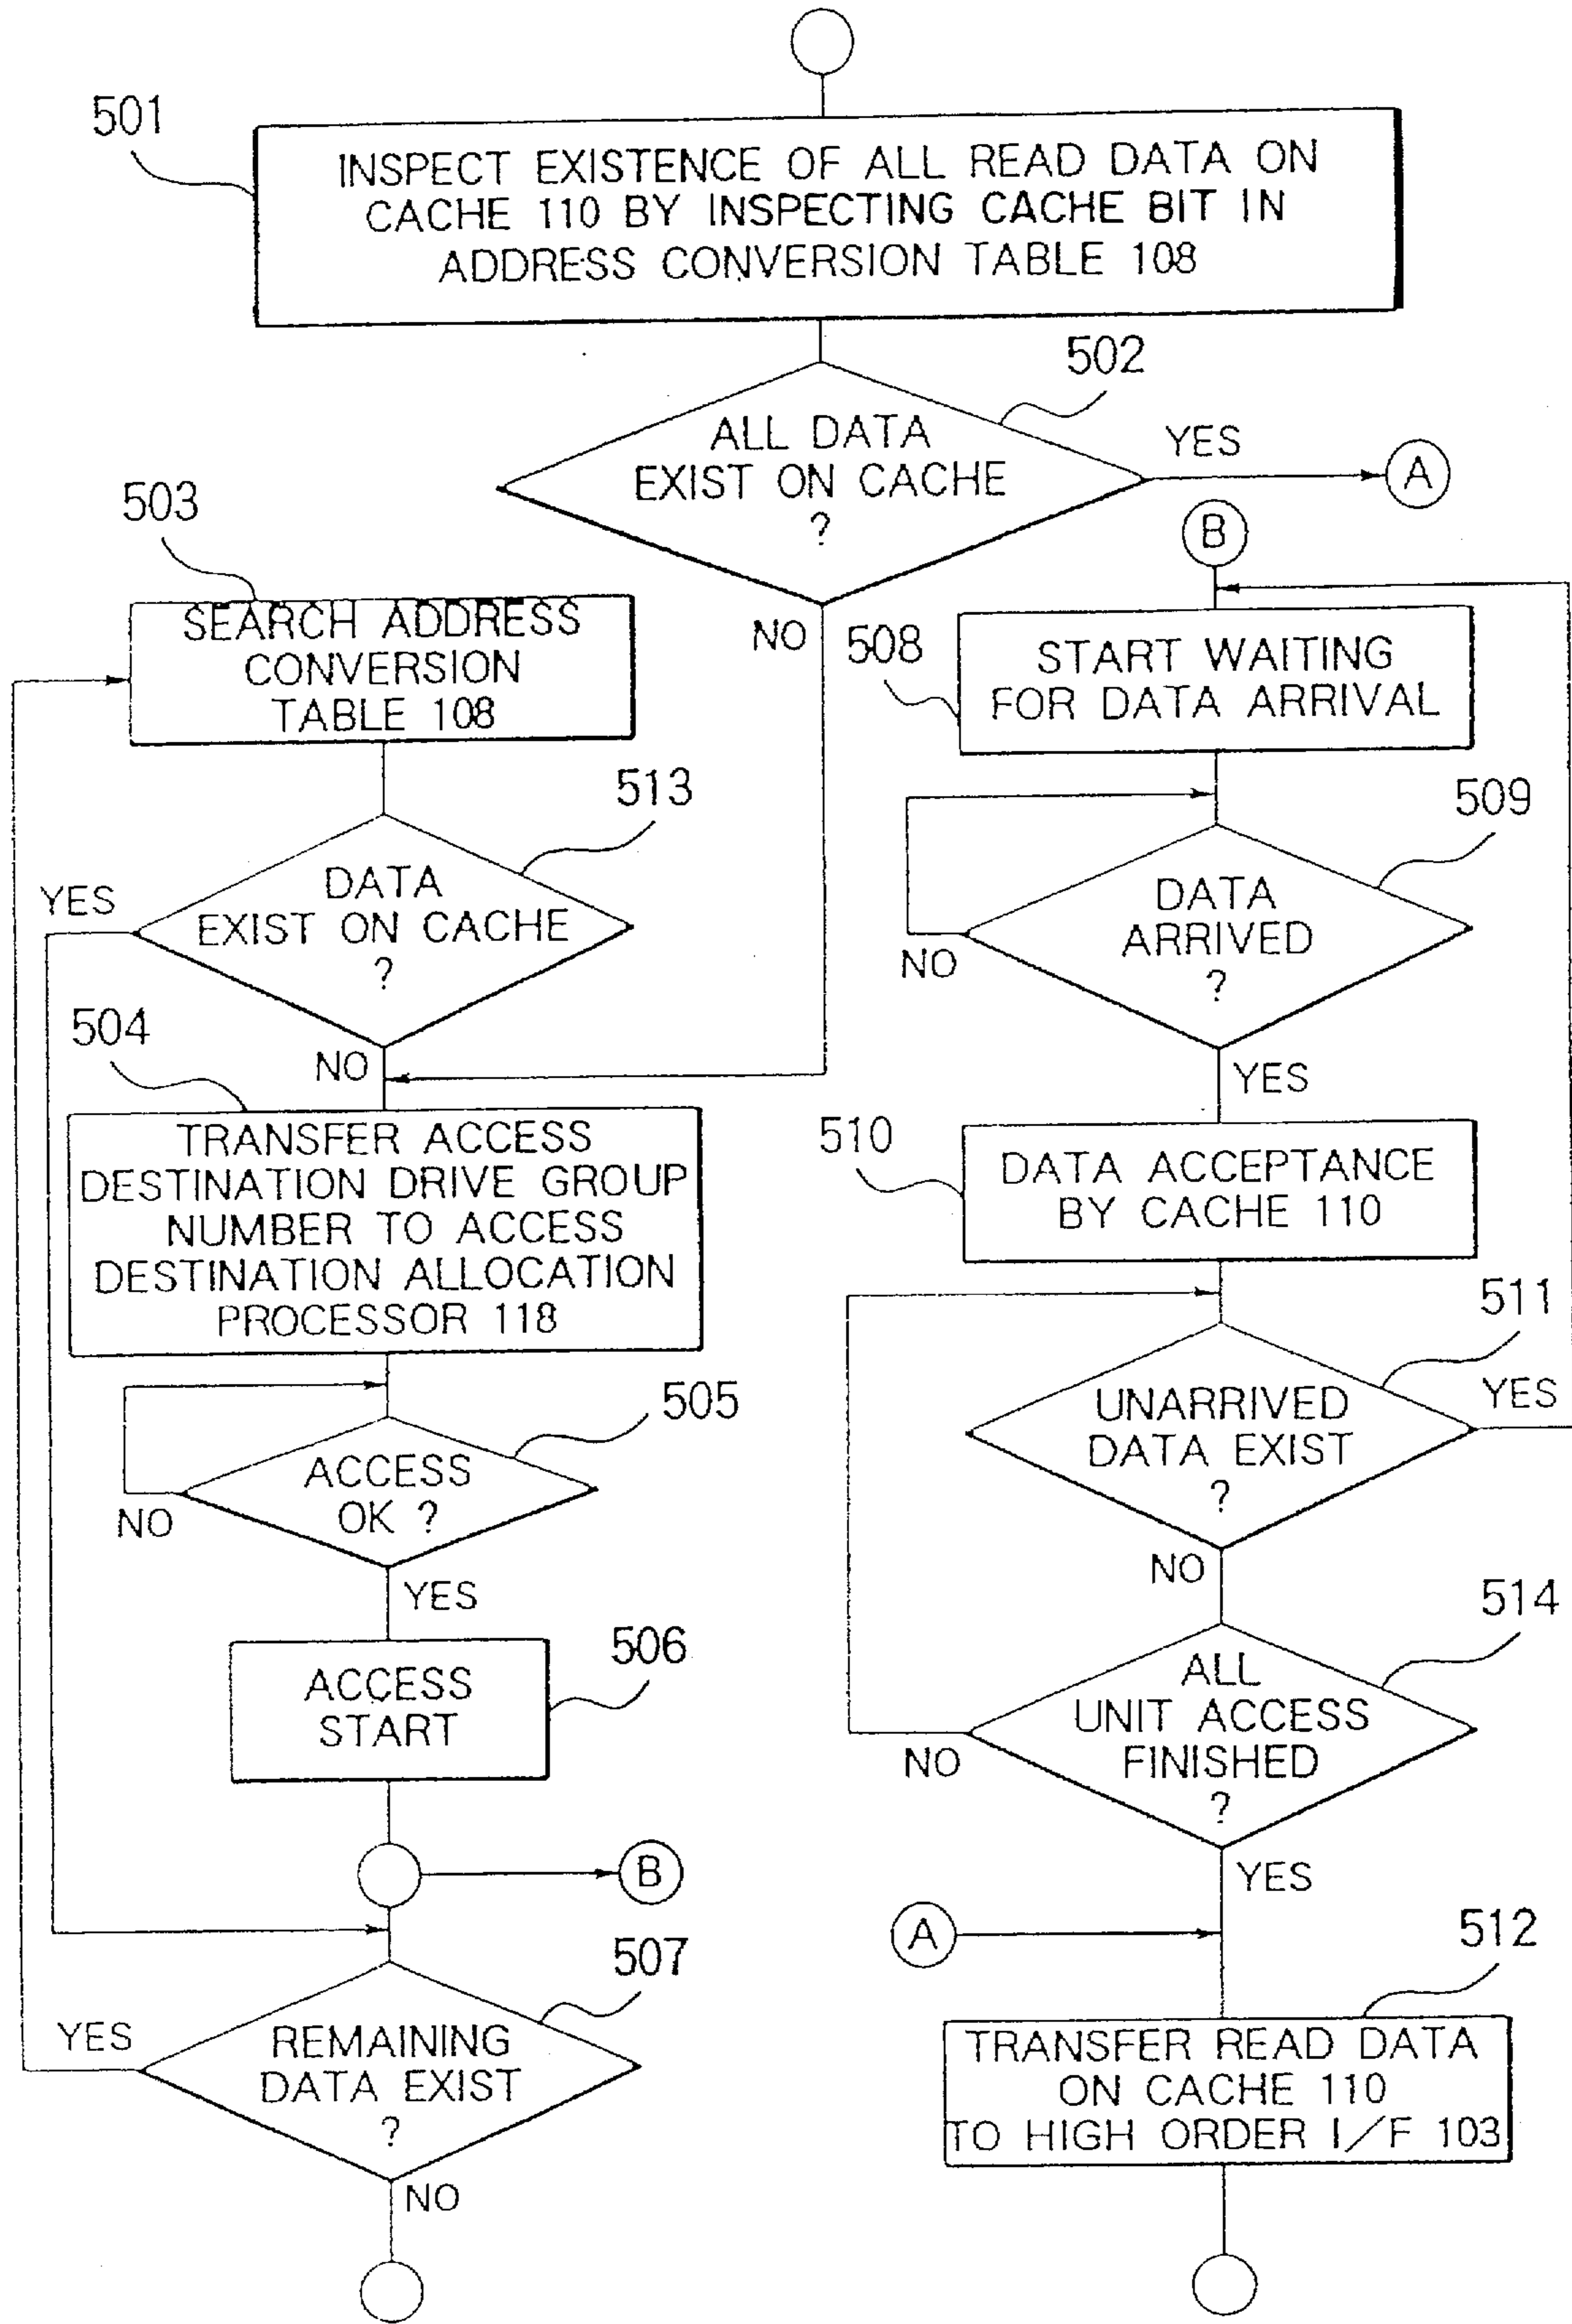 501
INSPECT EXISTENCE OF ALL READ DATA ON
CACHE 110 BY INSPECTING CACHE BIT IN
ADDRESS CONVERSION TABLE 108
502
ALL DATA
EXIST ON CACHE
?
YES
A
NO
503
SEARCH ADDRESS
CONVERSION
TABLE 108
513
DATA
EXIST ON CACHE
?
YES
NO
504
TRANSFER ACCESS
DESTINATION DRIVE GROUP
NUMBER TO ACCESS
DESTINATION ALLOCATION
PROCESSOR 118
505
ACCESS
OK ?
NO
YES
506
ACCESS
START
B
507
REMAINING
DATA EXIST
?
YES
NO
B
508
START WAITING
FOR DATA ARRIVAL
509
DATA
ARRIVED
?
NO
YES
510
DATA ACCEPTANCE
BY CACHE 110
511
UNARRIVED
DATA EXIST
?
YES
NO
514
ALL
UNIT ACCESS
FINISHED
?
NO
YES
A
512
TRANSFER READ DATA
ON CACHE 110
TO HIGH ORDER I/F 103